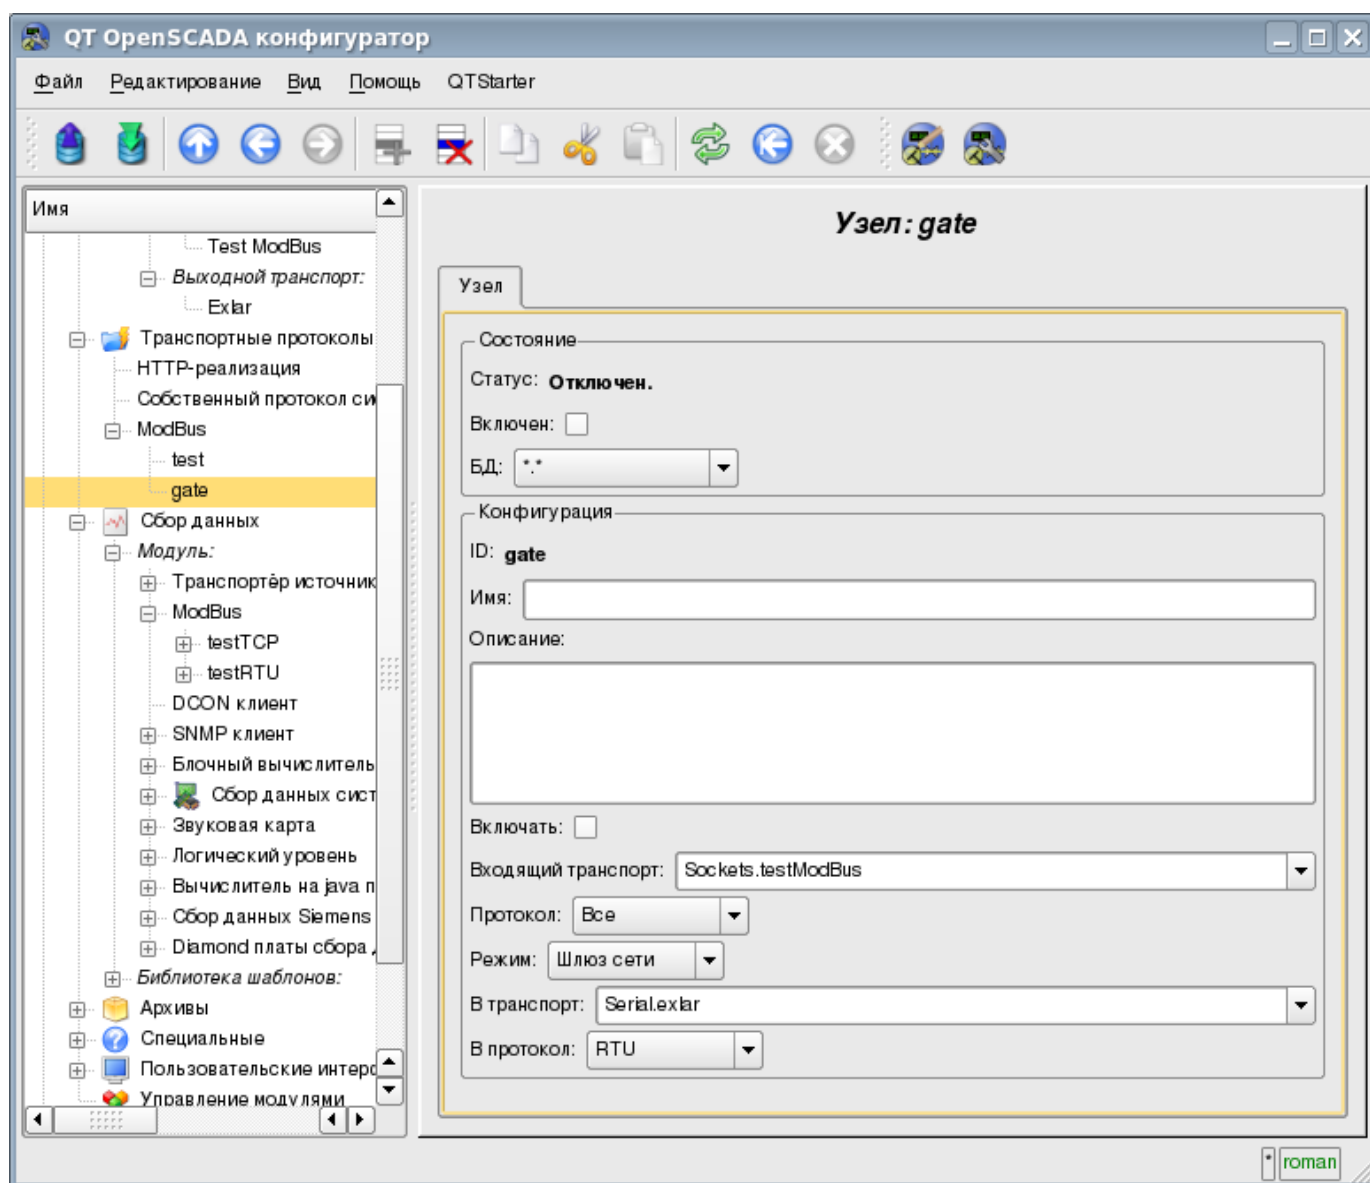 QT OpenSCADA конфигуратор
Файл Редактирование Вид Помощь QTStarter
Имя
Test ModBus
Выходной транспорт:
Exlar
Транспортные протоколы
HTTP-реализация
Собственный протокол си
ModBus
test
gate
Сбор данных
Модуль:
Транспортёр источник
ModBus
testTCP
testRTU
DCON клиент
SNMP клиент
Блочный вычислитель
Сбор данных сист
Звуковая карта
Логический уровень
Вычислитель на java п
Сбор данных Siemens
Diamond платы сбора
Библиотека шаблонов:
Архивы
Специальные
Пользовательские интерф
Управление модулями
Узел: gate
Узел
Состояние
Статус: Отключен.
Включен:
БД: *.*
Конфигурация
ID: gate
Имя:
Описание:
Включать:
Входящий транспорт: Sockets.testModBus
Протокол: Все
Режим: Шлюз сети
В транспорт: Serial.exlar
В протокол: RTU
* roman